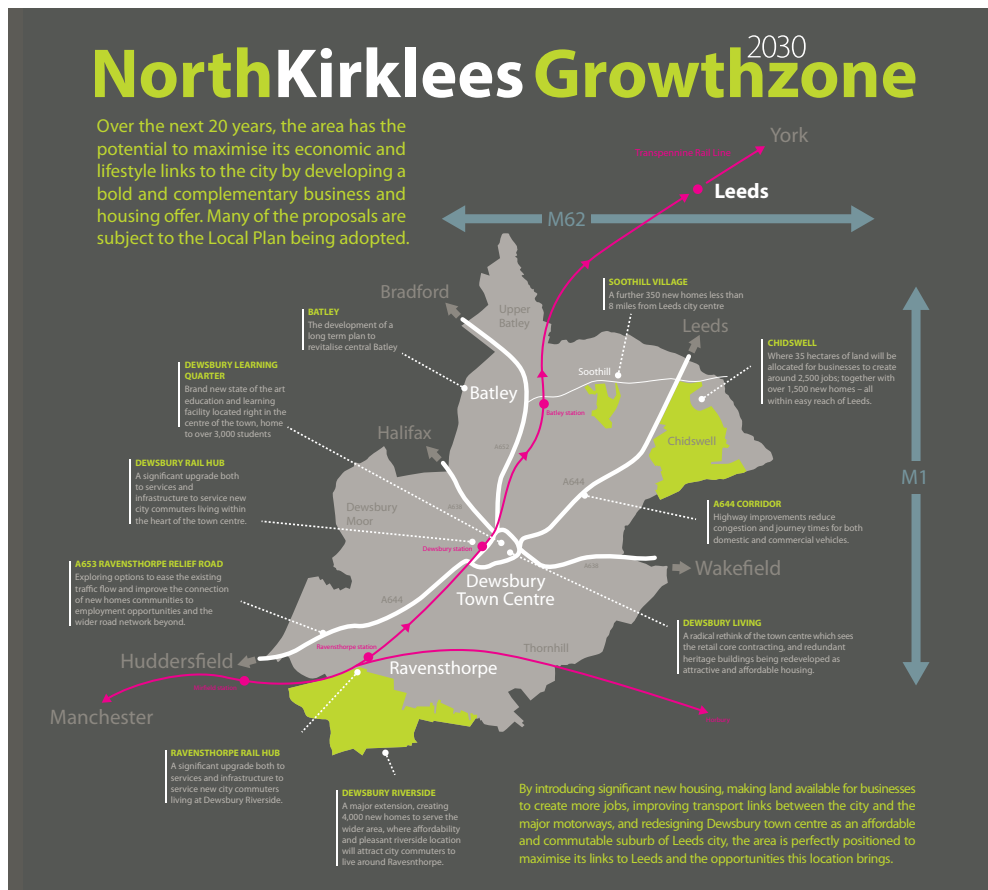 2030
NorthKirklees Growthzone
Over the next 20 years, the area has the
potential to maximise its economic and
lifestyle links to the city by developing a
bold and complementary business and
housing offer. Many of the proposals are
subject to the Local Plan being adopted.
York
Leeds
M62
Bradford
Upper
Batley
SOOTHILL VILLAGE
A further 350 new homes less than
8 miles from Leeds city centre
BATLEY
The development of a
long term plan to
revitalise central Batley
Leeds
CHIDSWELL
Where 35 hectares of land will be
allocated for businesses to create
around 2,500 jobs; together with
over 1,500 new homes – all
within easy reach of Leeds.
DEWSBURY LEARNING
QUARTER
Brand new state of the art
education and learning
facility located right in the
centre of the town, home
to over 3,000 students
Soothill
Batley
Batley station
Halifax
Chidswell
A652
M1
DEWSBURY RAIL HUB
A significant upgrade both
to services and
infrastructure to service new
city commuters living within
the heart of the town centre.
A644
Dewsbury
Moor
A638
A644 CORRIDOR
Highway improvements reduce
congestion and journey times for both
domestic and commercial vehicles.
Dewsbury station
A653 RAVENSTHORPE RELIEF ROAD
Exploring options to ease the existing
traffic flow and improve the connection
of new homes communities to
employment opportunities and the
wider road network beyond.
A638
Wakefield
Dewsbury
Town Centre
A644
DEWSBURY LIVING
A radical rethink of the town centre which sees
the retail core contracting, and redundant
heritage buildings being redeveloped as
attractive and affordable housing.
Ravensthorpe station
Thornhill
Huddersfield
Ravensthorpe
Manchester
RAVENSTHORPE RAIL HUB
A significant upgrade both to
services and infrastructure to
service new city commuters
living at Dewsbury Riverside.
DEWSBURY RIVERSIDE
A major extension, creating
4,000 new homes to serve the
wider area, where affordability
and pleasant riverside location
will attract city commuters to
live around Ravesnthorpe.
By introducing significant new housing, making land available for businesses
to create more jobs, improving transport links between the city and the
major motorways, and redesigning Dewsbury town centre as an affordable
and commutable suburb of Leeds city, the area is perfectly positioned to
maximise its links to Leeds and the opportunities this location brings.